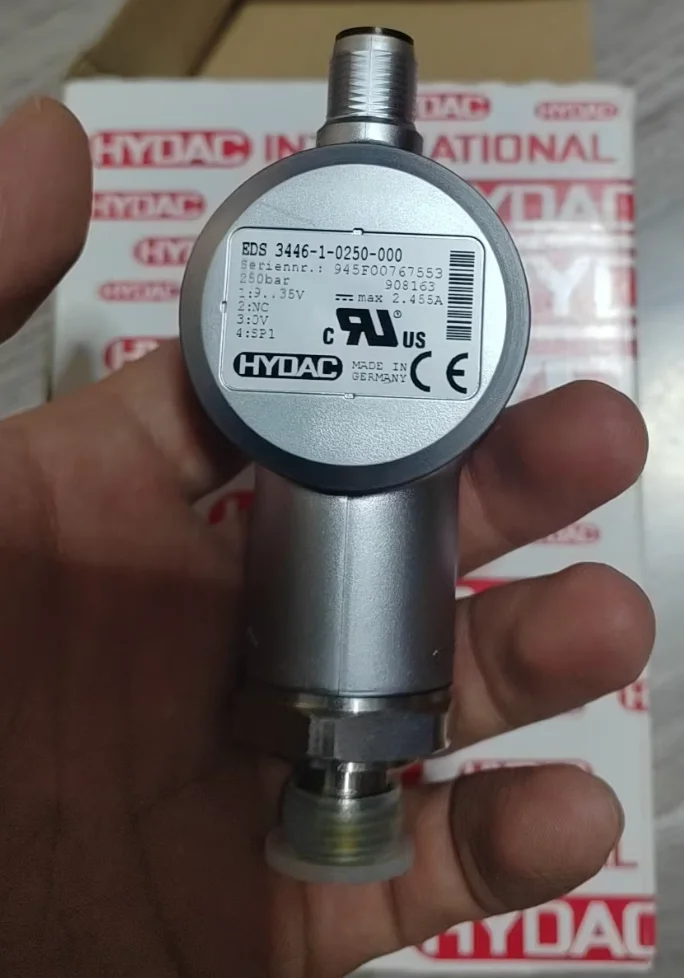 HYDAC
HYDAC
HYDAC INTERNATIONAL
HYDAC
HYDAC
EDS 3446-1-0250-000
Seriennr.: 945F00767553
250bar 908163
1:9..35V max 2.455A
2:NC
3:0V
4:SP1
C RU ® US
HYDAC MADE IN
GERMANY CE
HYDAC